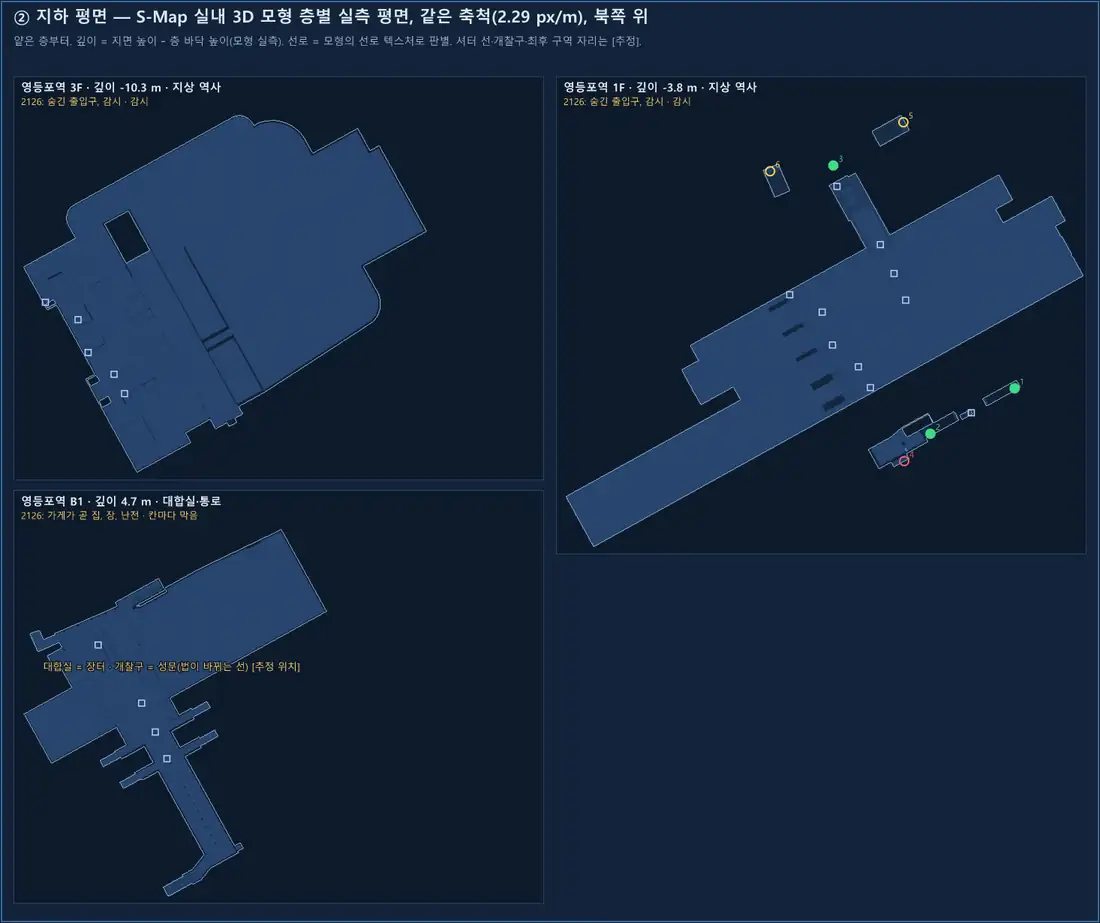 ② 지하 평면 — S-Map 실내 3D 모형 층별 실측 평면, 같은 축척(2.29 px/m), 북쪽 위
얕은 층부터. 깊이 = 지면 높이 - 층 바닥 높이(모형 실측). 선로 = 모형의 선로 텍스처로 판별. 셔터 선·개찰구·최후 구역 자리는 [추정].
영등포역 3F · 깊이 -10.3 m · 지상 역사
2126: 숨긴 출입구, 감시 · 감시
영등포역 1F · 깊이 -3.8 m · 지상 역사
2126: 숨긴 출입구, 감시 · 감시
5
3
6
1
2
4
영등포역 B1 · 깊이 4.7 m · 대합실·통로
2126: 가게가 곧 집, 장, 난전 · 칸마다 막음
대합실 = 장터 · 개찰구 = 성문(법이 바뀌는 선) [추정 위치]